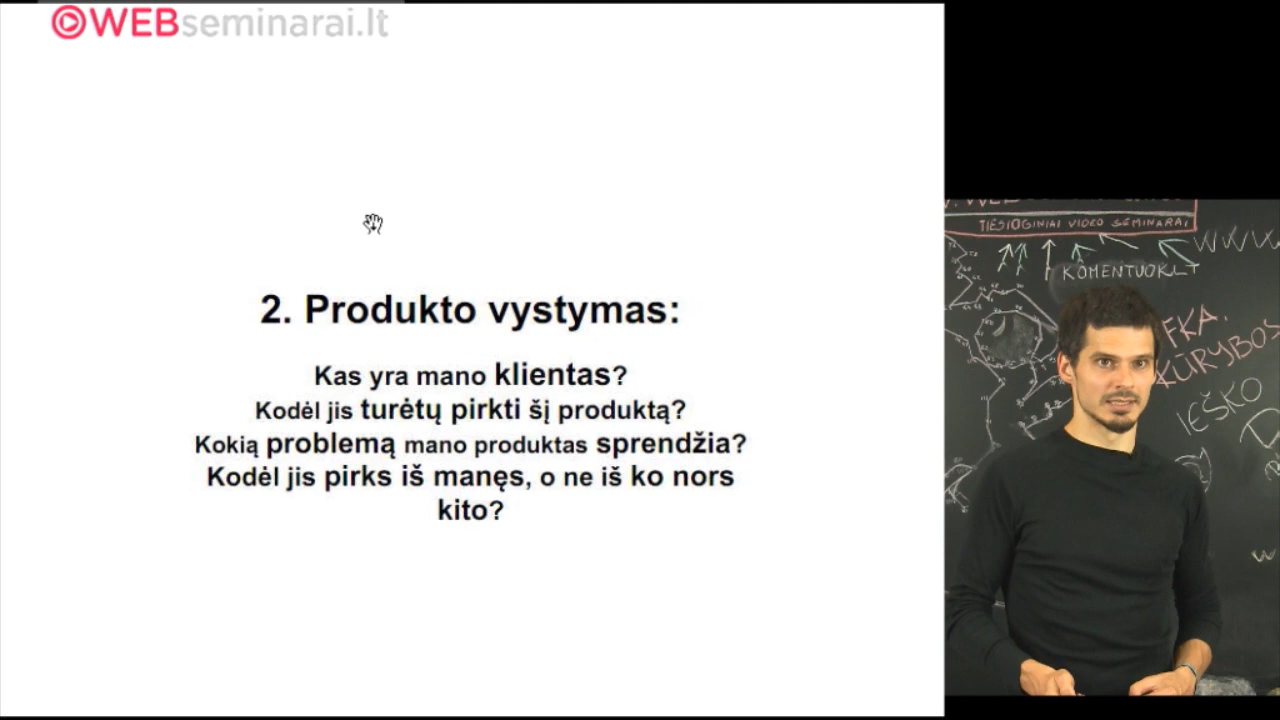 WEBseminarai.lt
2. Produkto vystymas:
Kas yra mano klientas?
Kodėl jis turėtų pirkti šį produktą?
Kokią problemą mano produktas sprendžia?
Kodėl jis pirks iš manęs, o ne iš ko nors
kito?
TIESIOGINIAI VIDEO SEMINARAI
WWW
KOMENTUOK
KŪRYBOS
IEŠKO